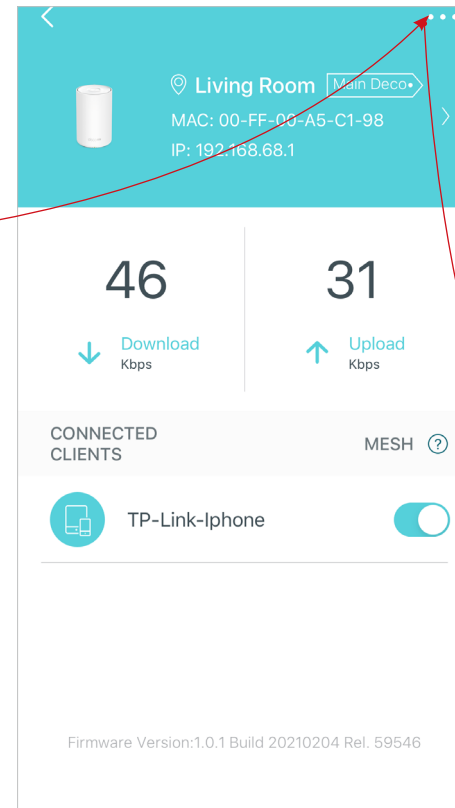 Living Room Main Deco
MAC: 00-FF-00-A5-C1-98
IP: 192.168.68.1
46
31
Download
Kbps
Upload
Kbps
CONNECTED
CLIENTS
MESH ?
TP-Link-Iphone
Firmware Version:1.0.1 Build 20210204 Rel. 59546